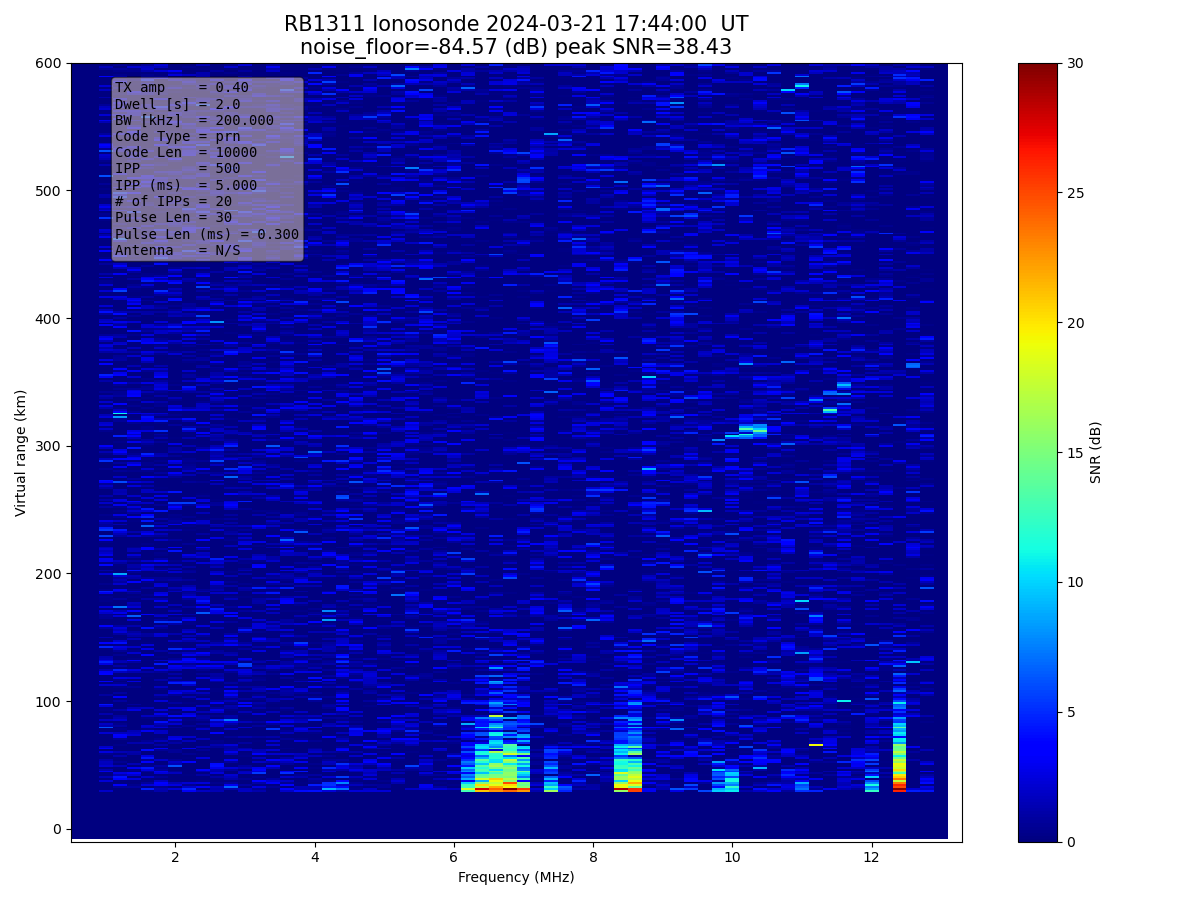 RB1311 Ionosonde 2024-03-21 17:44:00  UT
noise_floor=-84.57 (dB) peak SNR=38.43
TX amp    = 0.40
Dwell [s] = 2.0
BW [kHz]  = 200.000
Code Type = prn
Code Len  = 10000
IPP       = 500
IPP (ms)  = 5.000
# of IPPs = 20
Pulse Len = 30
Pulse Len (ms) = 0.300
Antenna   = N/S
600
500
400
300
200
100
0
Virtual range (km)
2
4
6
8
10
12
Frequency (MHz)
30
25
20
15
10
5
0
SNR (dB)